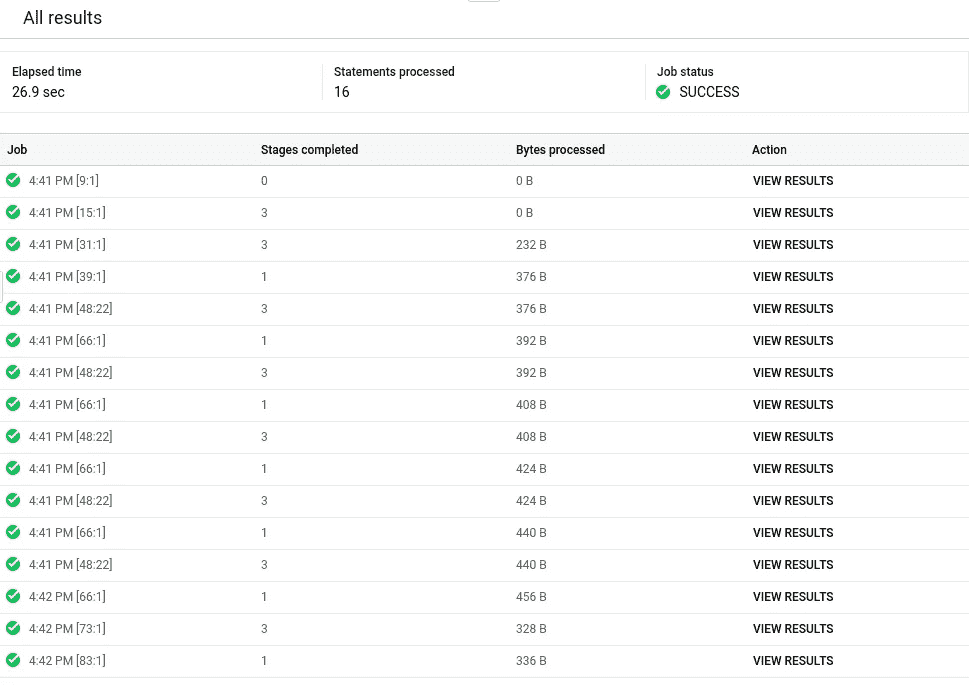 All results
Elapsed time Statements processed Job status
26.9 sec 16 SUCCESS
Job Stages completed Bytes processed Action
4:41 PM [9:1] 0 0 B VIEW RESULTS
4:41 PM [15:1] 3 0 B VIEW RESULTS
4:41 PM [31:1] 3 232 B VIEW RESULTS
4:41 PM [39:1] 1 376 B VIEW RESULTS
4:41 PM [48:22] 3 376 B VIEW RESULTS
4:41 PM [66:1] 1 392 B VIEW RESULTS
4:41 PM [48:22] 3 392 B VIEW RESULTS
4:41 PM [66:1] 1 408 B VIEW RESULTS
4:41 PM [48:22] 3 408 B VIEW RESULTS
4:41 PM [66:1] 1 424 B VIEW RESULTS
4:41 PM [48:22] 3 424 B VIEW RESULTS
4:41 PM [66:1] 1 440 B VIEW RESULTS
4:41 PM [48:22] 3 440 B VIEW RESULTS
4:42 PM [66:1] 1 456 B VIEW RESULTS
4:42 PM [73:1] 3 328 B VIEW RESULTS
4:42 PM [83:1] 1 336 B VIEW RESULTS